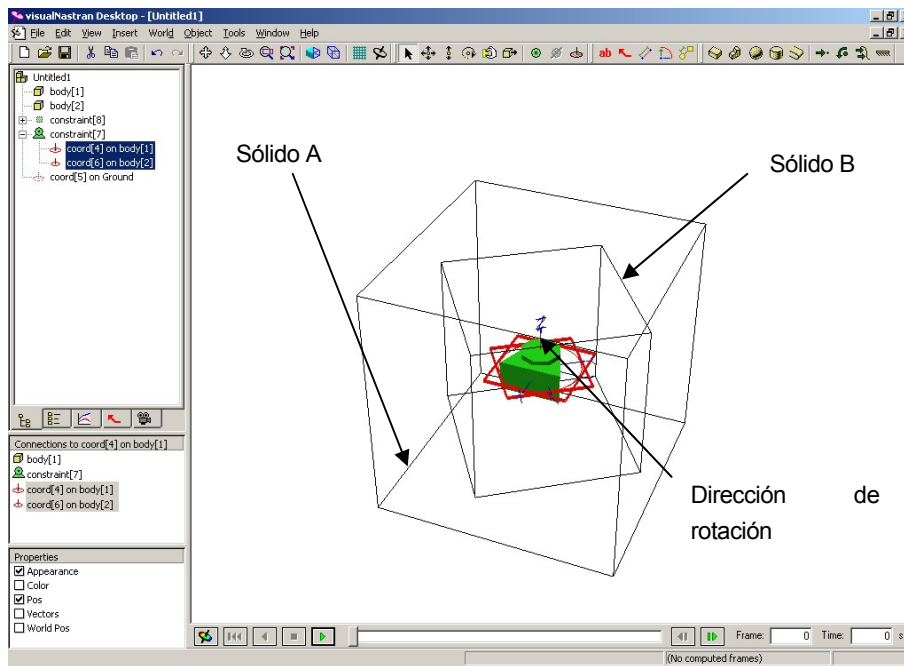 visualNastran Desktop - [Untitled1]
File Edit View Insert World Object Tools Window Help
ab
Untitled1
body[1]
body[2]
constraint[8]
constraint[7]
coord[4] on body[1]
coord[6] on body[2]
coord[5] on Ground
Connections to coord[4] on body[1]
body[1]
constraint[7]
coord[4] on body[1]
coord[6] on body[2]
Properties
Appearance
Color
Pos
Vectors
World Pos
Sólido A
Sólido B
Z
Dirección de
rotación
Frame: 0 Time: 0 s
(No computed frames)